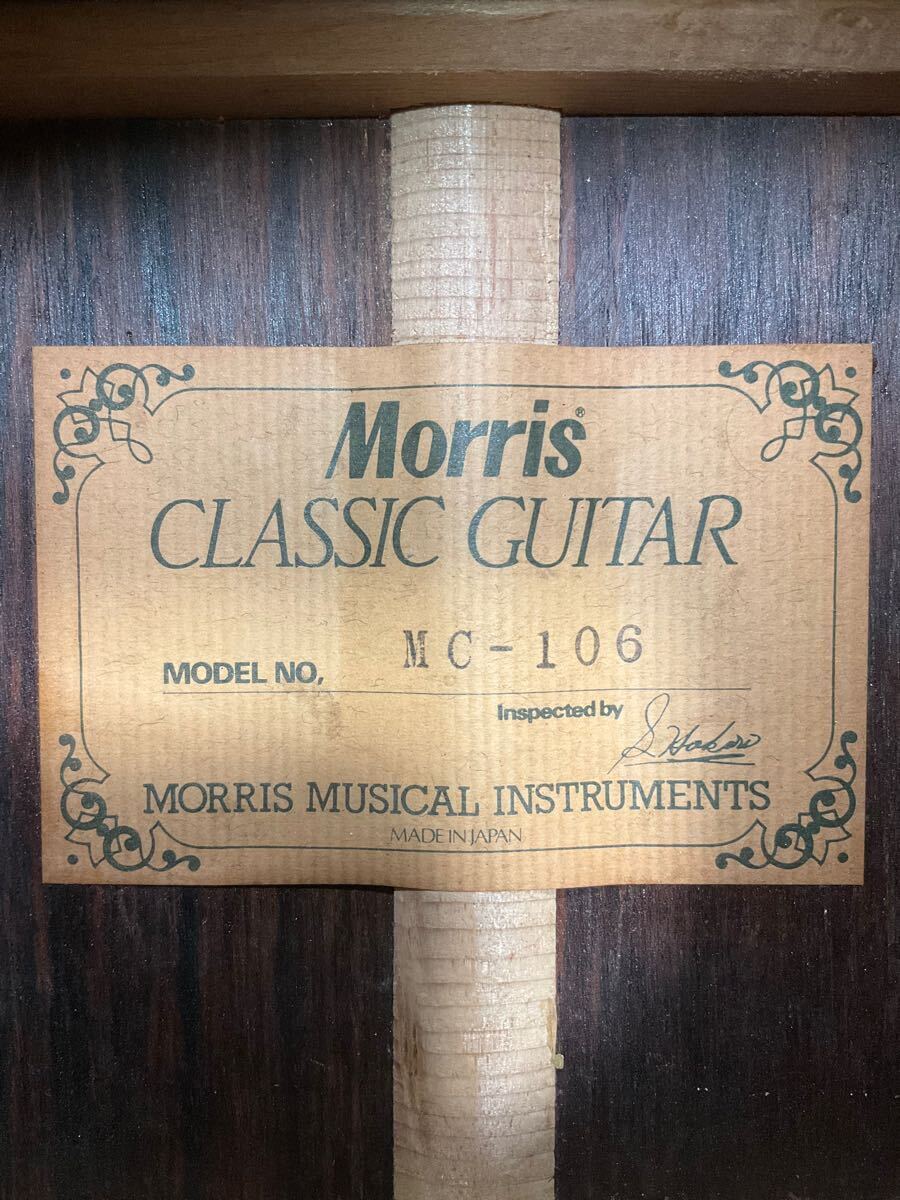 Morris®
CLASSIC GUITAR
MODEL NO, MC-106
Inspected by
MORRIS MUSICAL INSTRUMENTS
MADE IN JAPAN